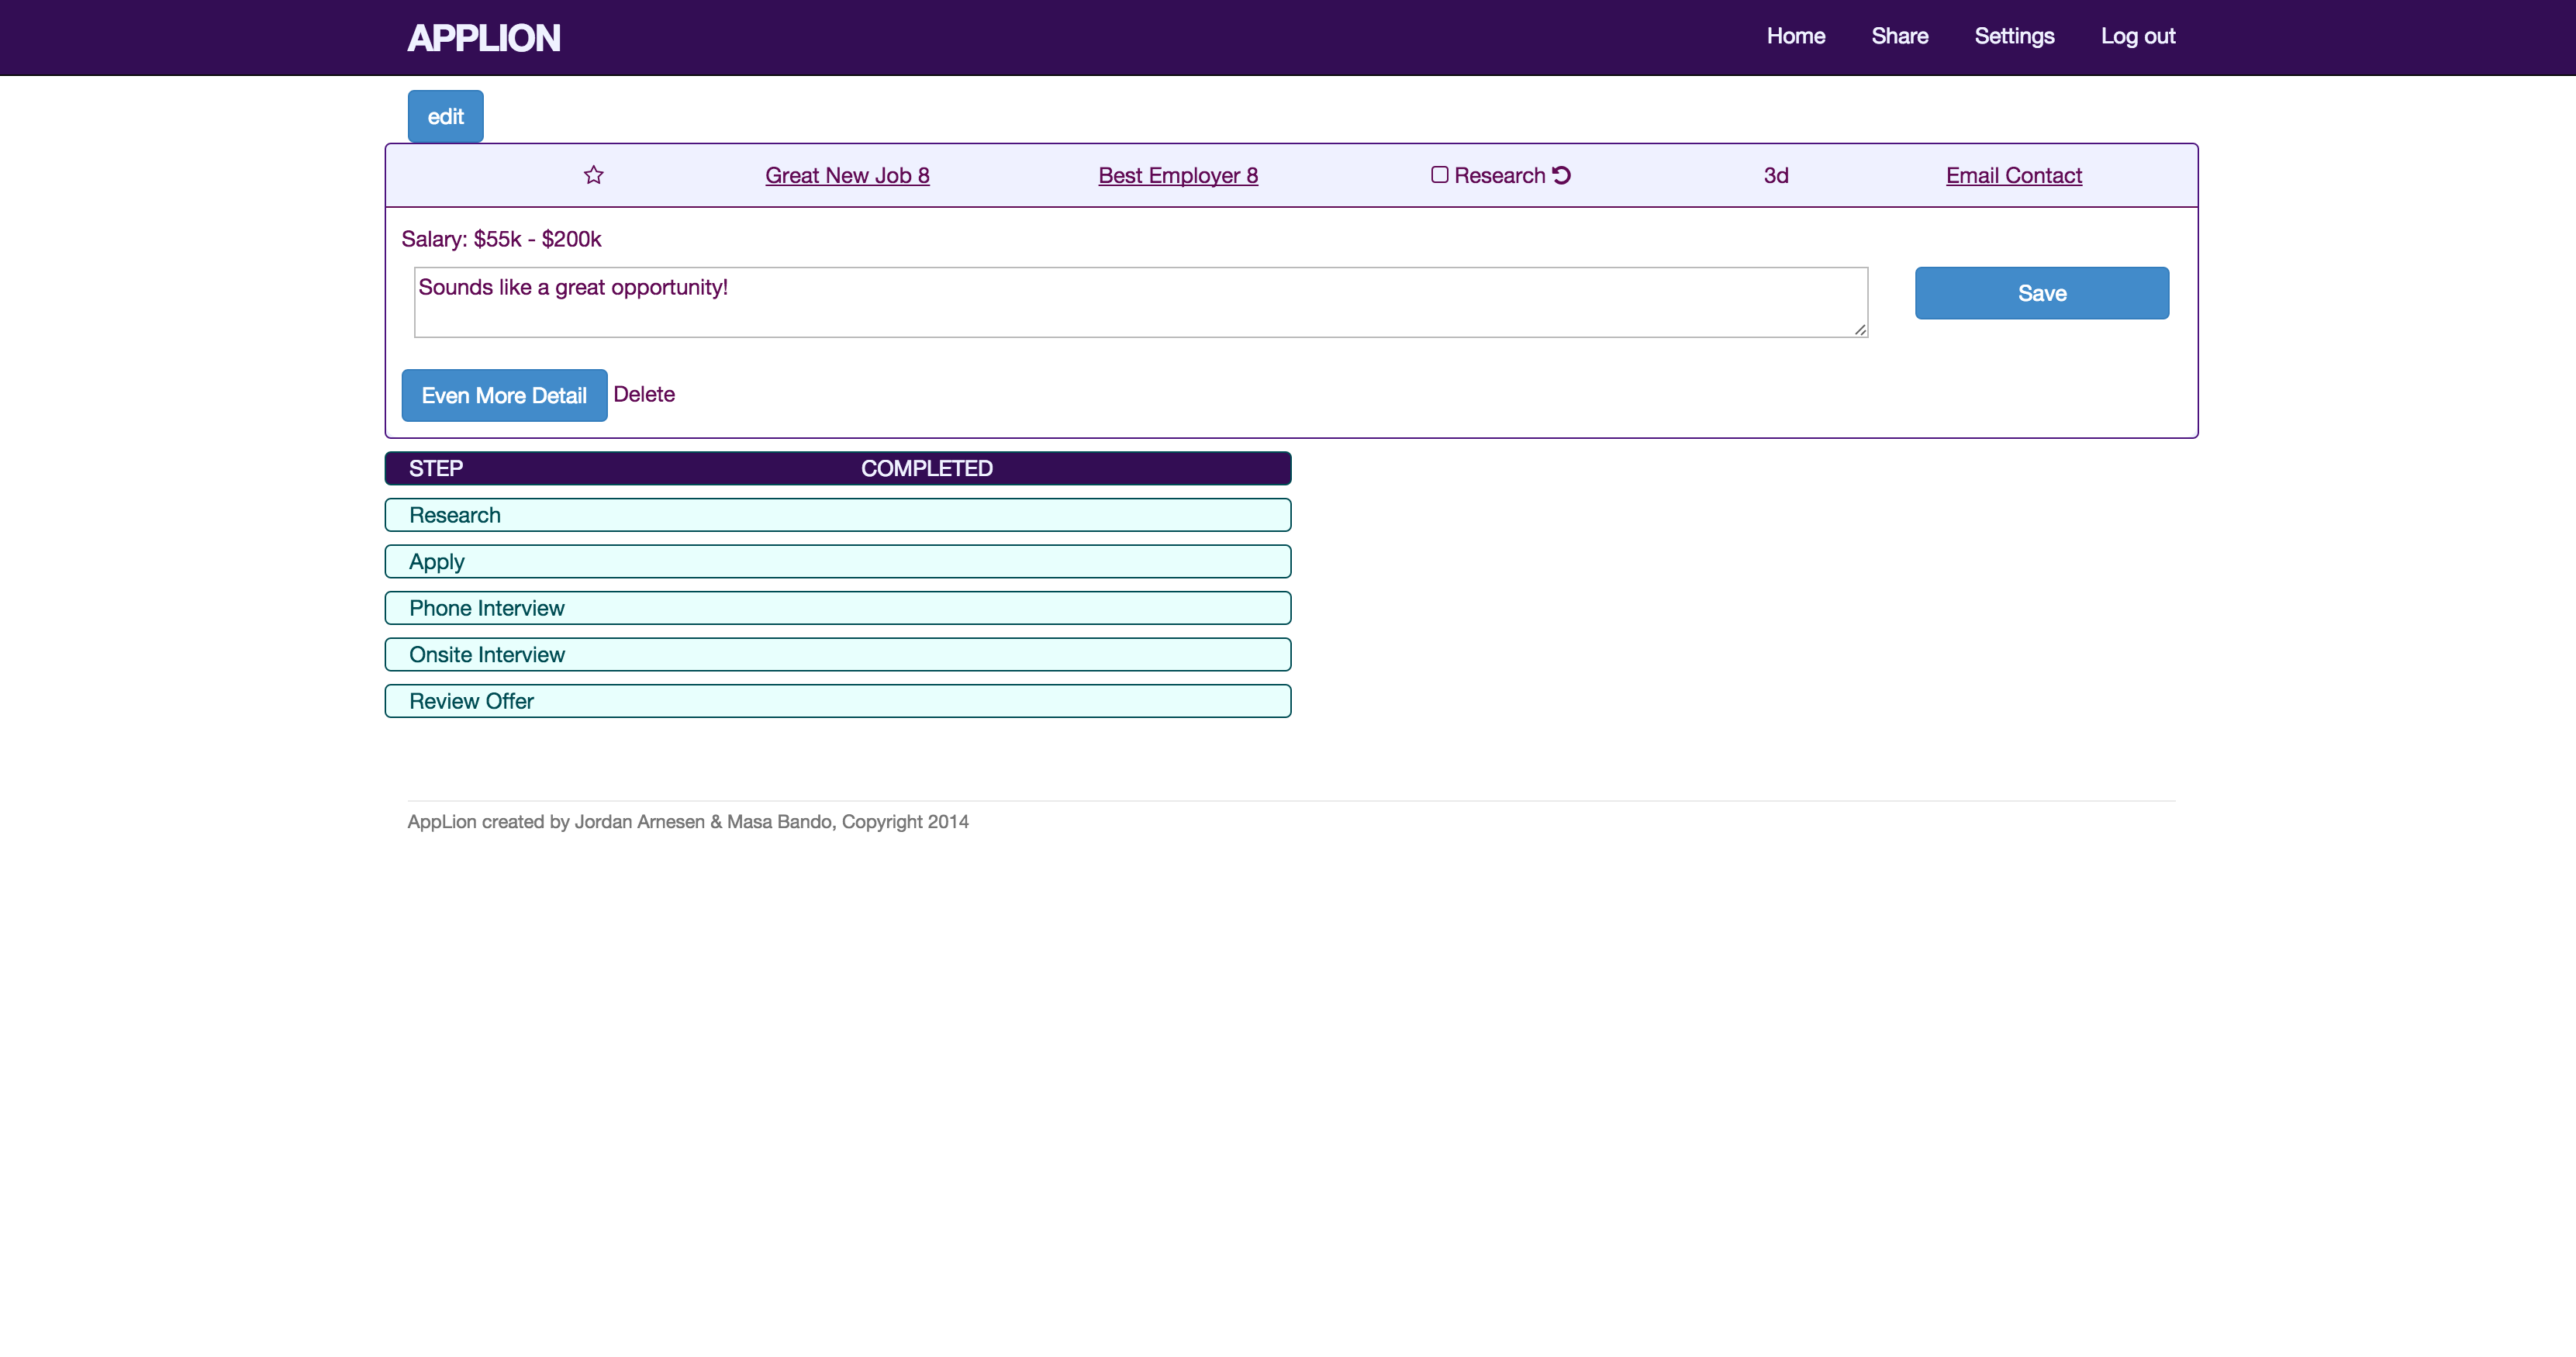 APPLION Home Share Settings Log out
edit
Great New Job 8 Best Employer 8 Research 3d Email Contact
Salary: $55k - $200k
Sounds like a great opportunity!
Save
Even More Detail Delete
STEP COMPLETED
Research
Apply
Phone Interview
Onsite Interview
Review Offer
AppLion created by Jordan Arnesen & Masa Bando, Copyright 2014